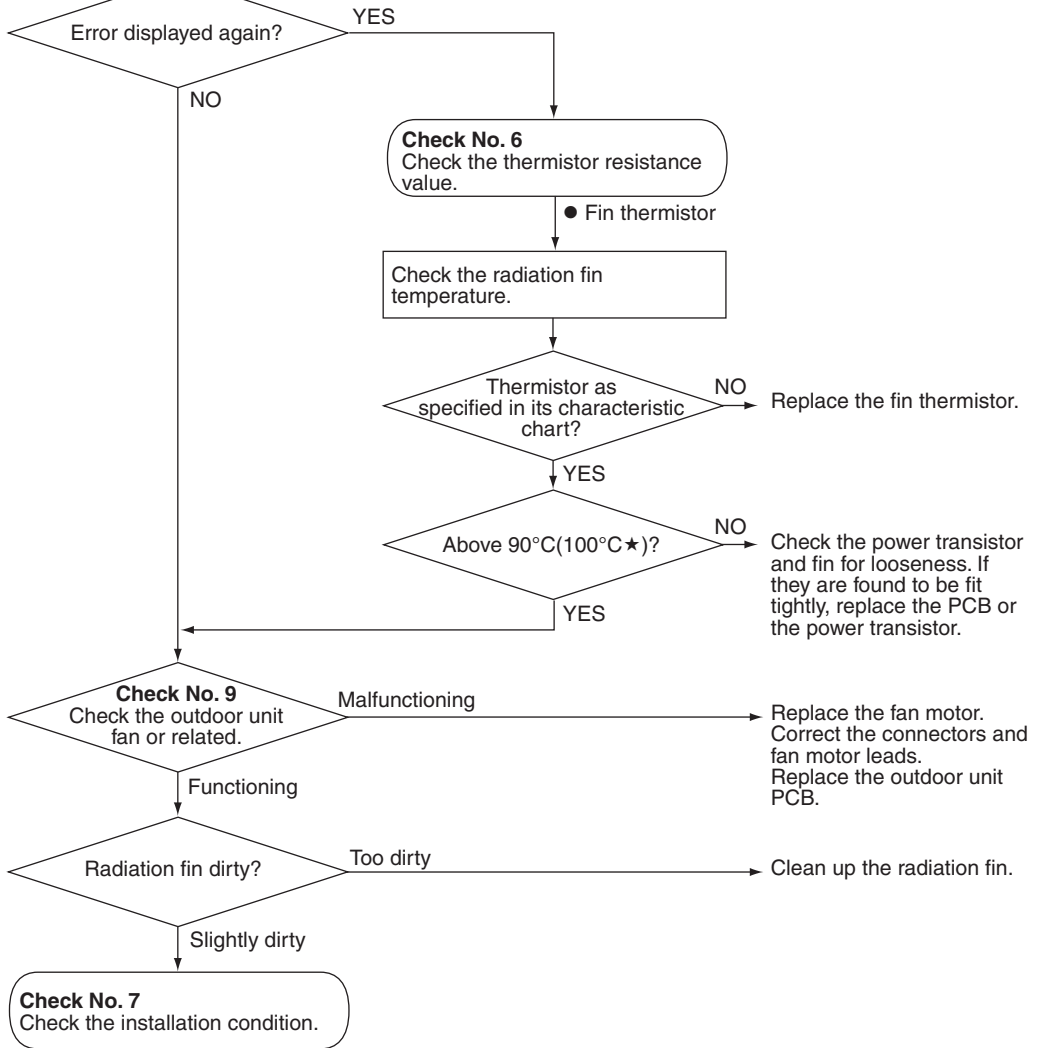 Error displayed again?
YES
NO
Check No. 6
Check the thermistor resistance
value.
● Fin thermistor
Check the radiation fin
temperature.
Thermistor as
specified in its characteristic
chart?
NO
Replace the fin thermistor.
YES
Above 90°C(100°C★)?
NO
Check the power transistor
and fin for looseness. If
they are found to be fit
tightly, replace the PCB or
the power transistor.
YES
Check No. 9
Check the outdoor unit
fan or related.
Malfunctioning
Replace the fan motor.
Correct the connectors and
fan motor leads.
Replace the outdoor unit
PCB.
Functioning
Radiation fin dirty?
Too dirty
Clean up the radiation fin.
Slightly dirty
Check No. 7
Check the installation condition.